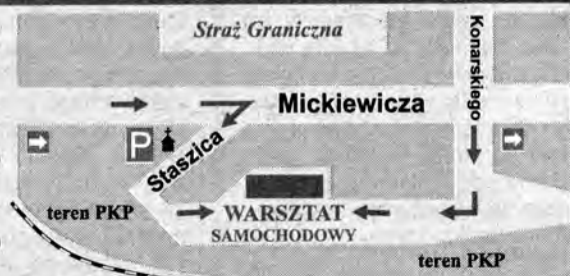 Straż Graniczna
Konarskiego
Mickiewicza
P
Staszica
teren PKP
WARSZTAT
SAMOCHODOWY
teren PKP